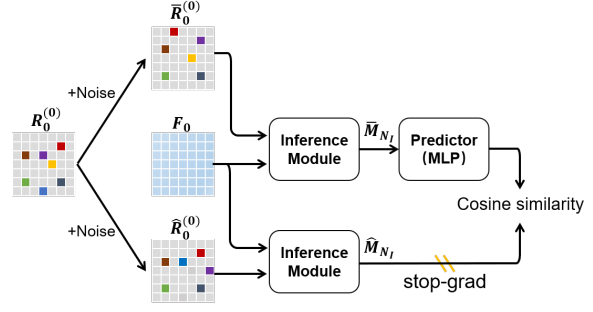 R̅₀⁽⁰⁾
+Noise
R₀⁽⁰⁾
F₀
Inference
Module
M̅_{N_I}
Predictor
(MLP)
Cosine similarity
+Noise
R̂₀⁽⁰⁾
Inference
Module
M̂_{N_I}
stop-grad